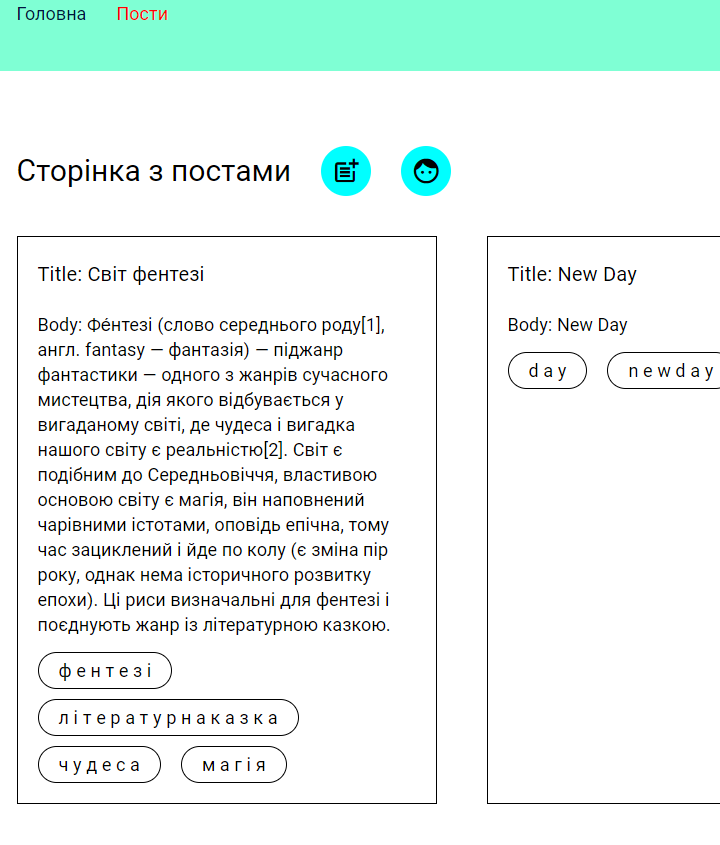 Головна Пости
Сторінка з постами
Title: Світ фентезі
Body: Фе́нтезі (слово середнього роду[1],
англ. fantasy — фантазія) — піджанр
фантастики — одного з жанрів сучасного
мистецтва, дія якого відбувається у
вигаданому світі, де чудеса і вигадка
нашого світу є реальністю[2]. Світ є
подібним до Середньовіччя, властивою
основою світу є магія, він наповнений
чарівними істотами, оповідь епічна, тому
час зациклений і йде по колу (є зміна пір
року, однак нема історичного розвитку
епохи). Ці риси визначальні для фентезі і
поєднують жанр із літературною казкою.
фентезі
літературнаказка
чудеса магія
Title: New Day
Body: New Day
day newday